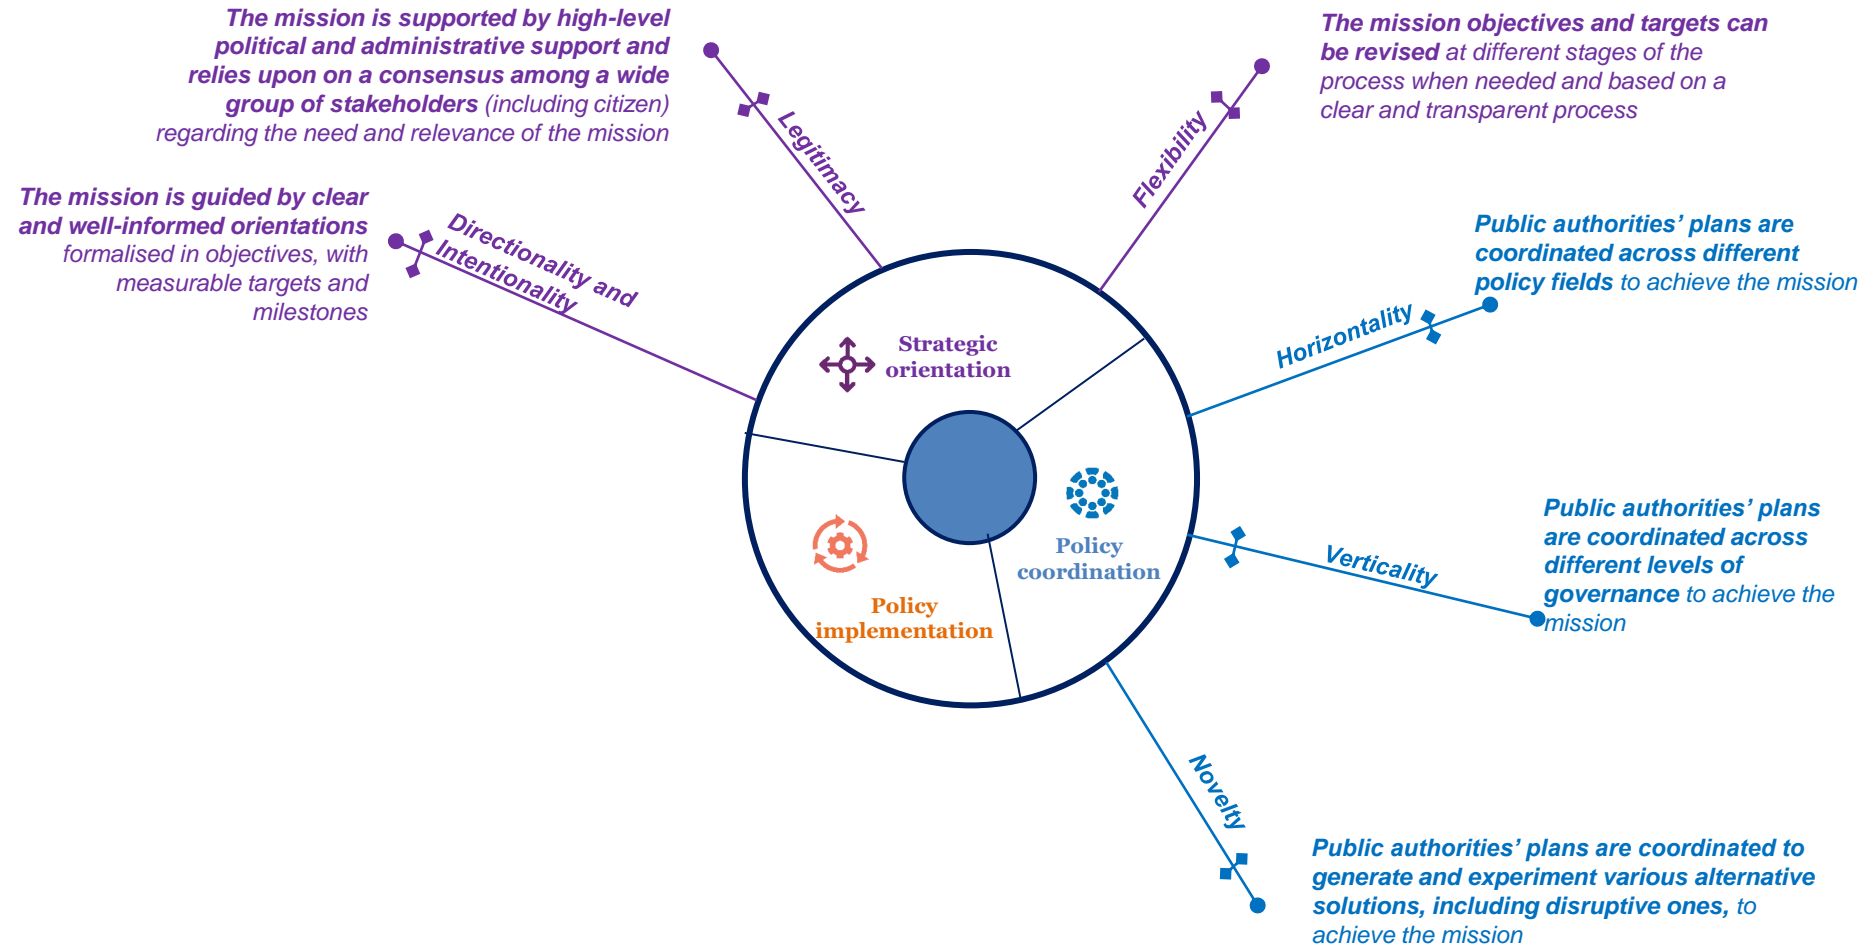 The mission is supported by high-level
political and administrative support and
relies upon on a consensus among a wide
group of stakeholders (including citizen)
regarding the need and relevance of the mission
The mission objectives and targets can
be revised at different stages of the
process when needed and based on a
clear and transparent process
Legitimacy
Flexibility
The mission is guided by clear
and well-informed orientations
formalised in objectives, with
measurable targets and
milestones
Directionality and
Intentionality
Public authorities’ plans are
coordinated across different
policy fields to achieve the mission
Horizontality
Strategic
orientation
Policy
coordination
Policy
implementation
Verticality
Public authorities’ plans
are coordinated across
different levels of
governance to achieve the
mission
Novelty
Public authorities’ plans are coordinated to
generate and experiment various alternative
solutions, including disruptive ones, to
achieve the mission